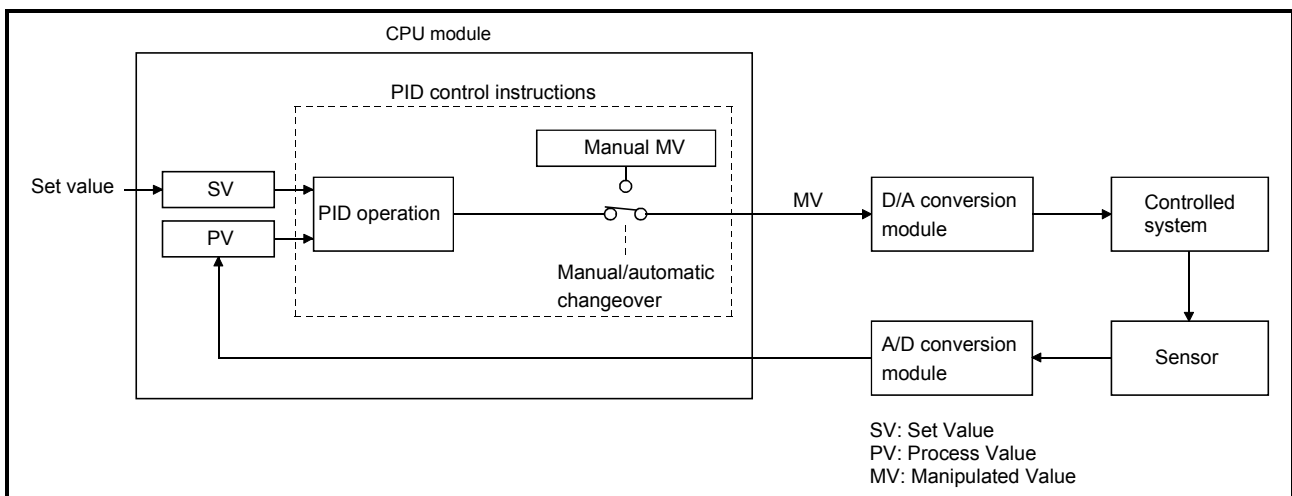 CPU module
PID control instructions
Manual MV
Set value
SV
PV
PID operation
MV
D/A conversion
module
Controlled
system
Manual/automatic
changeover
A/D conversion
module
Sensor
SV: Set Value
PV: Process Value
MV: Manipulated Value